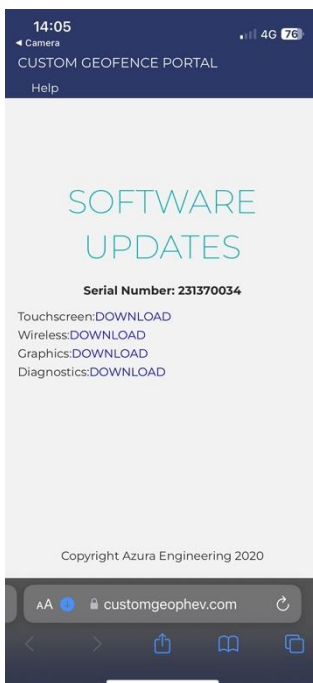 14:05
◀ Camera
4G 76
CUSTOM GEOFENCE PORTAL
Help
SOFTWARE
UPDATES
Serial Number: 231370034
Touchscreen:DOWNLOAD
Wireless:DOWNLOAD
Graphics:DOWNLOAD
Diagnostics:DOWNLOAD
Copyright Azura Engineering 2020
AA customgeophev.com